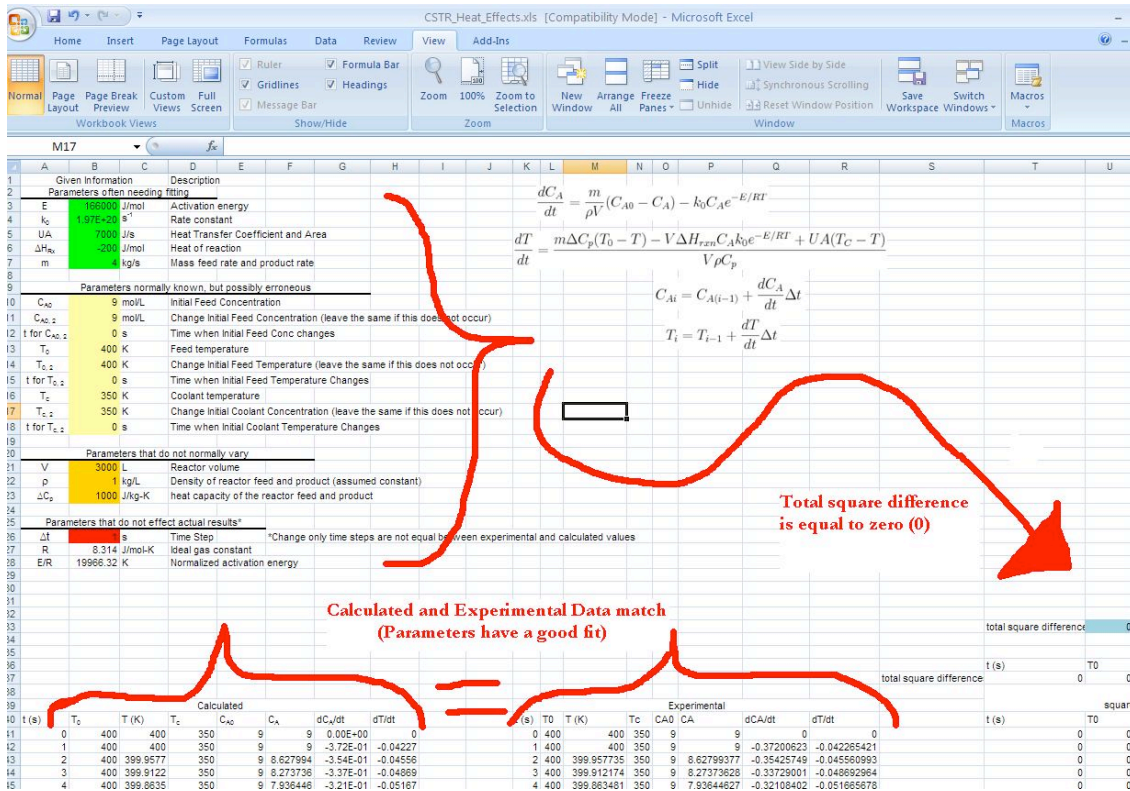 CSTR_Heat_Effects.xls [Compatibility Mode] - Microsoft Excel
Home Insert Page Layout Formulas Data Review View Add-Ins
Normal Page Layout Page Break Preview Custom Views Full Screen
Workbook Views
Ruler Formula Bar
Gridlines Headings
Message Bar
Show/Hide
Zoom 100% Zoom to Selection
Zoom
New Window Arrange All Freeze Panes
Split
Hide
Unhide
View Side by Side
Synchronous Scrolling
Reset Window Position
Window
Save Workspace Switch Windows
Macros
Macros
M17 fx
A B C D E F G H I J K L M N O P Q R S T U
Given Information Description
Parameters often needing fitting
E 166000 J/mol Activation energy
k₀ 1.97E+20 s⁻¹ Rate constant
UA 7000 J/s Heat Transfer Coefficient and Area
ΔH_Rx -200 J/mol Heat of reaction
m 4 kg/s Mass feed rate and product rate
dC_A/dt = m/ρV (C_A0 − C_A) − k₀C_A e^(−E/RT)
dT/dt = (mΔC_p(T₀ − T) − VΔH_rxn C_A k₀ e^(−E/RT) + UA(T_C − T))/(VρC_p)
C_Ai = C_A(i−1) + dC_A/dt Δt
T_i = T_(i−1) + dT/dt Δt
Parameters normally known, but possibly erroneous
C_A0 9 mol/L Initial Feed Concentration
C_A0, 2 9 mol/L Change Initial Feed Concentration (leave the same if this does not occur)
t for C_A0, 2 0 s Time when Initial Feed Conc changes
T₀ 400 K Feed temperature
T_0, 2 400 K Change Initial Feed Temperature (leave the same if this does not occur)
t for T_0, 2 0 s Time when Initial Feed Temperature Changes
T_c 350 K Coolant temperature
T_c, 2 350 K Change Initial Coolant Concentration (leave the same if this does not occur)
t for T_c, 2 0 s Time when Initial Coolant Temperature Changes
Parameters that do not normally vary
V 3000 L Reactor volume
ρ 1 kg/L Density of reactor feed and product (assumed constant)
ΔC_p 1000 J/kg-K heat capacity of the reactor feed and product
Parameters that do not effect actual results*
Δt 1 s Time Step *Change only time steps are not equal between experimental and calculated values
R 8.314 J/mol-K Ideal gas constant
E/R 19966.32 K Normalized activation energy
Total square difference
is equal to zero (0)
Calculated and Experimental Data match
(Parameters have a good fit)
total square difference 0
t (s) T0
total square difference 0 0
Calculated Experimental squar
t (s) T₀ T (K) T_c C_A0 C_A dC_A/dt dT/dt (s) T0 T (K) Tc CA0 CA dCA/dt dT/dt t (s) T0
0 400 400 350 9 9 0.00E+00 0 0 400 400 350 9 9 0 0 0 0
1 400 400 350 9 9 -3.72E-01 -0.04227 1 400 400 350 9 9 -0.37200623 -0.042265421 0 0
2 400 399.9577 350 9 8.627994 -3.54E-01 -0.04556 2 400 399.957735 350 9 8.62799377 -0.35425749 -0.045560993 0 0
3 400 399.9122 350 9 8.273736 -3.37E-01 -0.04869 3 400 399.912174 350 9 8.27373628 -0.33729001 -0.048692964 0 0
4 400 399.8635 350 9 7.936446 -3.21E-01 -0.05167 4 400 399.863481 350 9 7.93644627 -0.32108402 -0.051665678 0 0